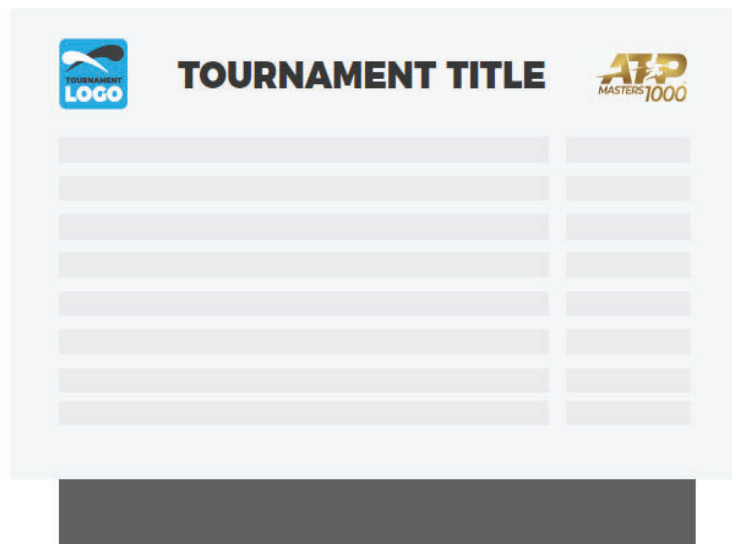 TOURNAMENT
LOGO
TOURNAMENT TITLE
ATP
MASTERS 1000